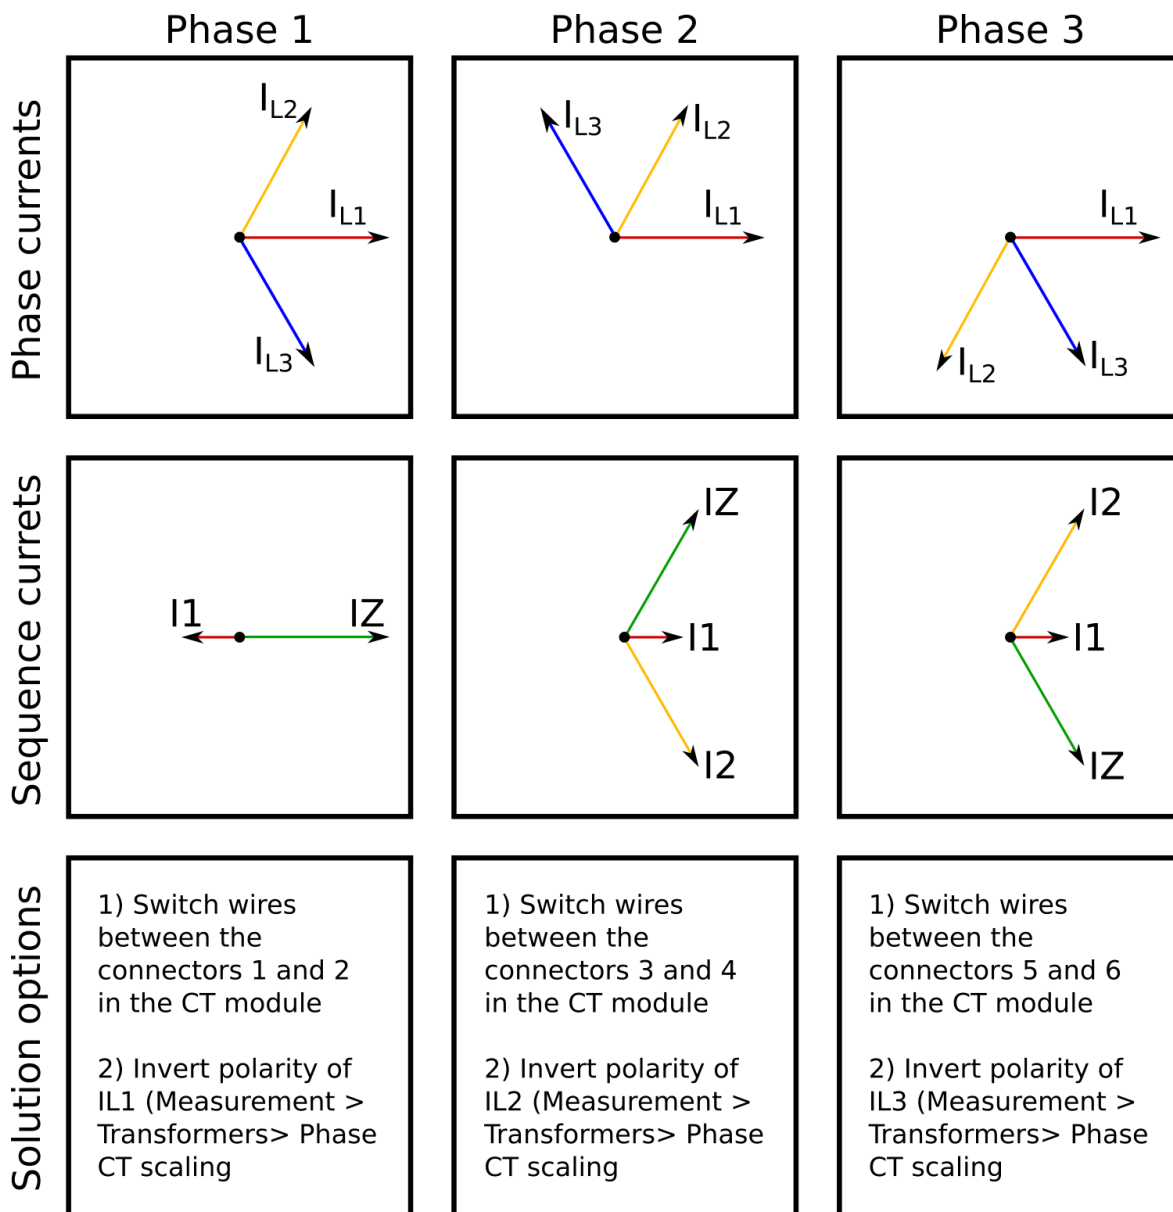 Phase 1
Phase 2
Phase 3
Phase currents
IL2
IL1
IL3
IL3
IL2
IL1
IL1
IL2
IL3
Sequence currets
I1
IZ
IZ
I1
I2
I2
I1
IZ
Solution options
1) Switch wires
between the
connectors 1 and 2
in the CT module
2) Invert polarity of
IL1 (Measurement >
Transformers> Phase
CT scaling
1) Switch wires
between the
connectors 3 and 4
in the CT module
2) Invert polarity of
IL2 (Measurement >
Transformers> Phase
CT scaling
1) Switch wires
between the
connectors 5 and 6
in the CT module
2) Invert polarity of
IL3 (Measurement >
Transformers> Phase
CT scaling